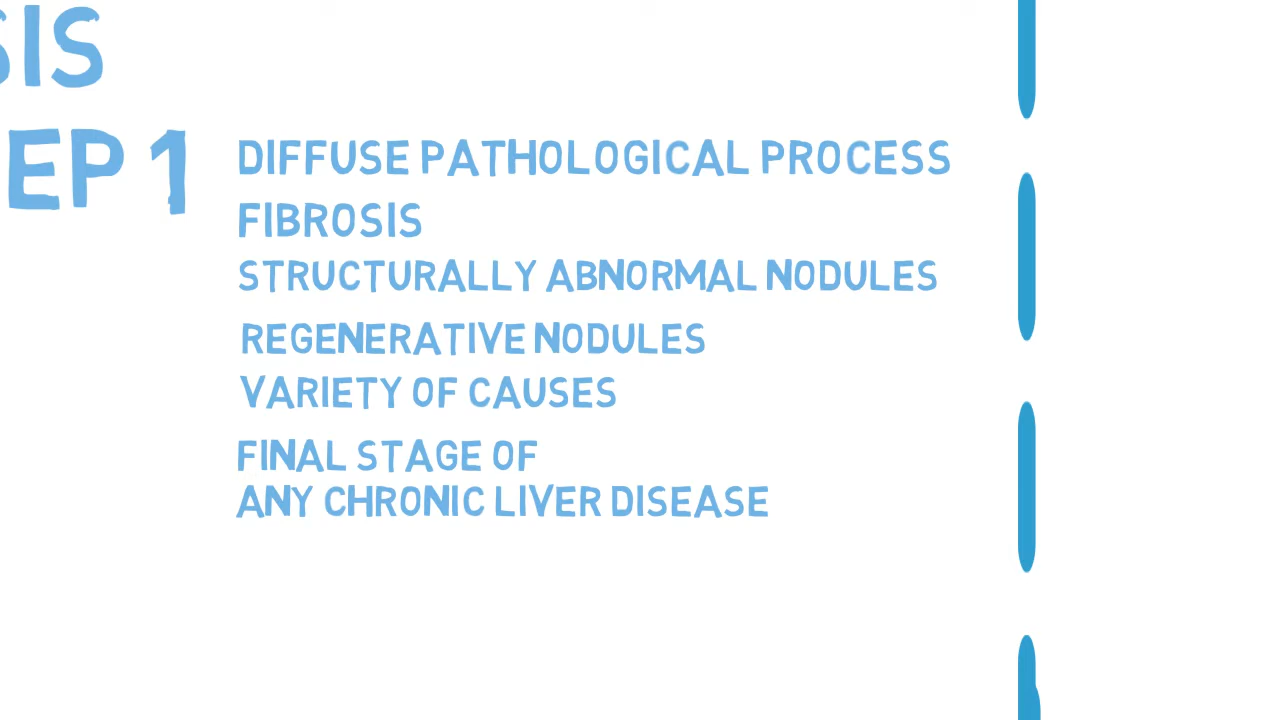 SIS
EP 1
DIFFUSE PATHOLOGICAL PROCESS
FIBROSIS
STRUCTURALLY ABNORMAL NODULES
REGENERATIVE NODULES
VARIETY OF CAUSES
FINAL STAGE OF
ANY CHRONIC LIVER DISEASE